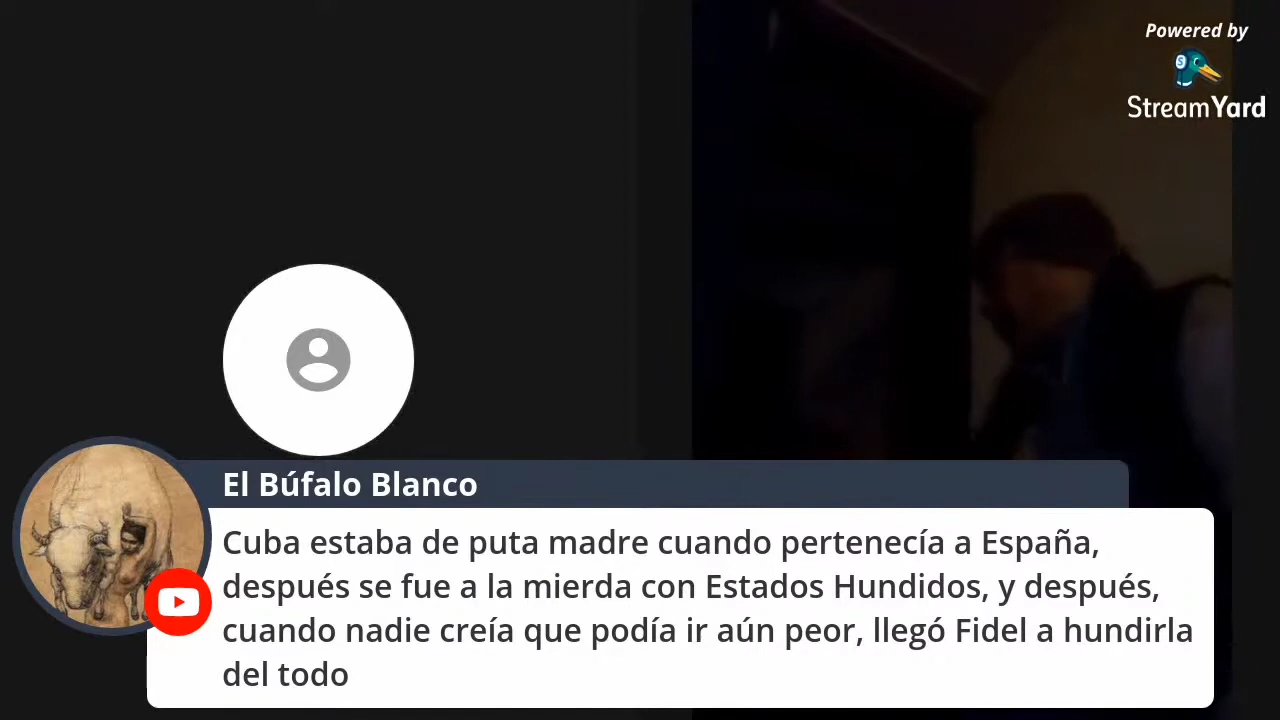 Powered by
StreamYard
El Búfalo Blanco
Cuba estaba de puta madre cuando pertenecía a España,
después se fue a la mierda con Estados Hundidos, y después,
cuando nadie creía que podía ir aún peor, llegó Fidel a hundirla
del todo